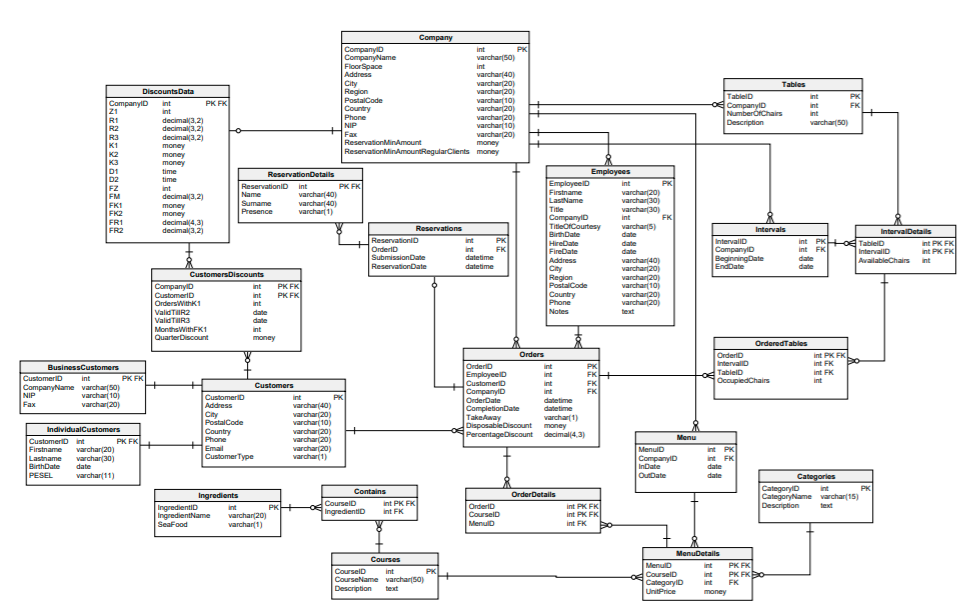 Company
CompanyID int PK
CompanyName varchar(50)
FloorSpace int
Address varchar(40)
City varchar(20)
Region varchar(20)
PostalCode varchar(10)
Country varchar(20)
Phone varchar(20)
NIP varchar(10)
Fax varchar(20)
ReservationMinAmount money
ReservationMinAmountRegularClients money
DiscountsData
CompanyID int PK FK
Z1 int
R1 decimal(3,2)
R2 decimal(3,2)
R3 decimal(3,2)
K1 money
K2 money
K3 money
D1 time
D2 time
FZ int
FM decimal(3,2)
FK1 money
FK2 money
FR1 decimal(4,3)
FR2 decimal(3,2)
Tables
TableID int PK
CompanyID int FK
NumberOfChairs int
Description varchar(50)
ReservationDetails
ReservationID int PK FK
Name varchar(40)
Surname varchar(40)
Presence varchar(1)
Employees
EmployeeID int PK
Firstname varchar(20)
LastName varchar(30)
Title varchar(30)
CompanyID int FK
TitleOfCourtesy varchar(5)
BirthDate date
HireDate date
FireDate date
Address varchar(40)
City varchar(20)
Region varchar(20)
PostalCode varchar(10)
Country varchar(20)
Phone varchar(20)
Notes text
Reservations
ReservationID int PK
OrderID int FK
SubmissionDate datetime
ReservationDate datetime
Intervals
IntervalID int PK
CompanyID int FK
BeginningDate date
EndDate date
IntervalDetails
TableID int PK FK
IntervalID int PK FK
AvailableChairs int
CustomersDiscounts
CompanyID int PK FK
CustomerID int PK FK
OrdersWithK1 int
ValidTillR2 date
ValidTillR3 date
MonthsWithFK1 int
QuarterDiscount money
OrderedTables
OrderID int PK FK
IntervalID int FK
TableID int FK
OccupiedChairs int
Orders
OrderID int PK
EmployeeID int FK
CustomerID int FK
CompanyID int FK
OrderDate datetime
CompletionDate datetime
TakeAway varchar(1)
DisposableDiscount money
PercentageDiscount decimal(4,3)
BusinessCustomers
CustomerID int PK FK
CompanyName varchar(50)
NIP varchar(10)
Fax varchar(20)
Customers
CustomerID int PK
Address varchar(40)
City varchar(20)
PostalCode varchar(10)
Country varchar(20)
Phone varchar(20)
Email varchar(20)
CustomerType varchar(1)
IndividualCustomers
CustomerID int PK FK
Firstname varchar(20)
Lastname varchar(30)
BirthDate date
PESEL varchar(11)
Menu
MenuID int PK
CompanyID int FK
InDate date
OutDate date
Categories
CategoryID int PK
CategoryName varchar(15)
Description text
Ingredients
IngredientID int PK
IngredientName varchar(20)
SeaFood varchar(1)
Contains
CourseID int PK FK
IngredientID int FK
OrderDetails
OrderID int PK FK
CourseID int PK FK
MenuID int FK
Courses
CourseID int PK
CourseName varchar(50)
Description text
MenuDetails
MenuID int PK FK
CourseID int PK FK
CategoryID int FK
UnitPrice money